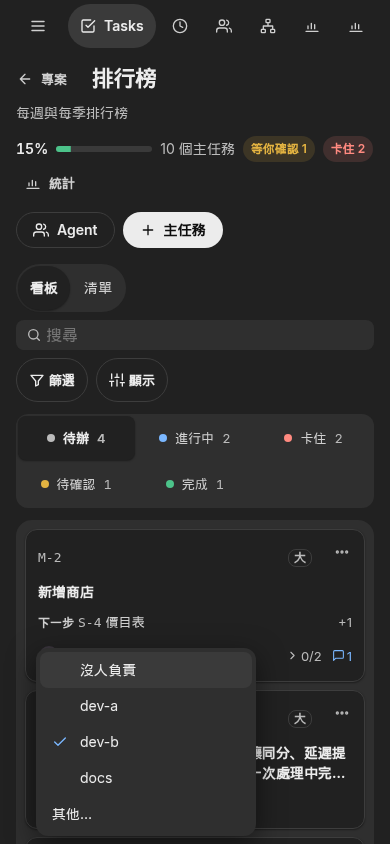 Tasks
專案
排行榜
每週與每季排行榜
15% 10 個主任務 等你確認 1 卡住 2
統計
Agent
主任務
看板 清單
搜尋
篩選 顯示
待辦 4 進行中 2 卡住 2
待確認 1 完成 1
M-2 大
新增商店
下一步 S-4 價目表 +1
0/2 1
沒人負責
大
dev-a
讓同分、延遲提
dev-b
一次處理中完…
docs
其他…